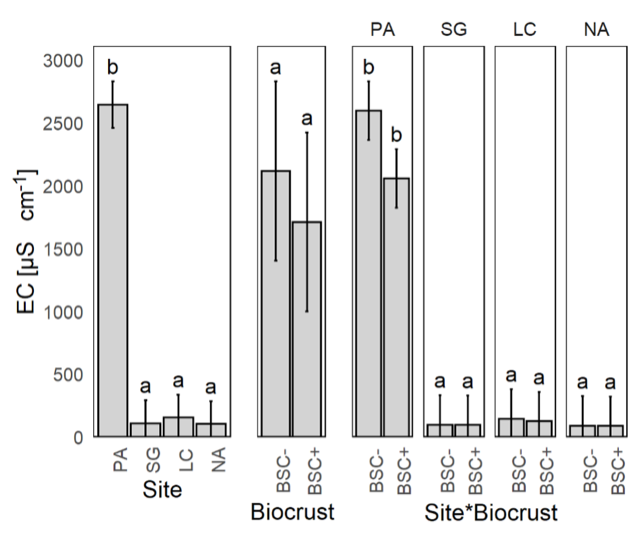 PA SG LC NA
3000
2500
2000
1500
1000
500
0
EC [µS cm⁻¹]
b a a a
a a
b b a a a a a a
PA SG LC NA
BSC- BSC+
BSC- BSC+ BSC- BSC+ BSC- BSC+ BSC- BSC+
Site
Biocrust
Site*Biocrust